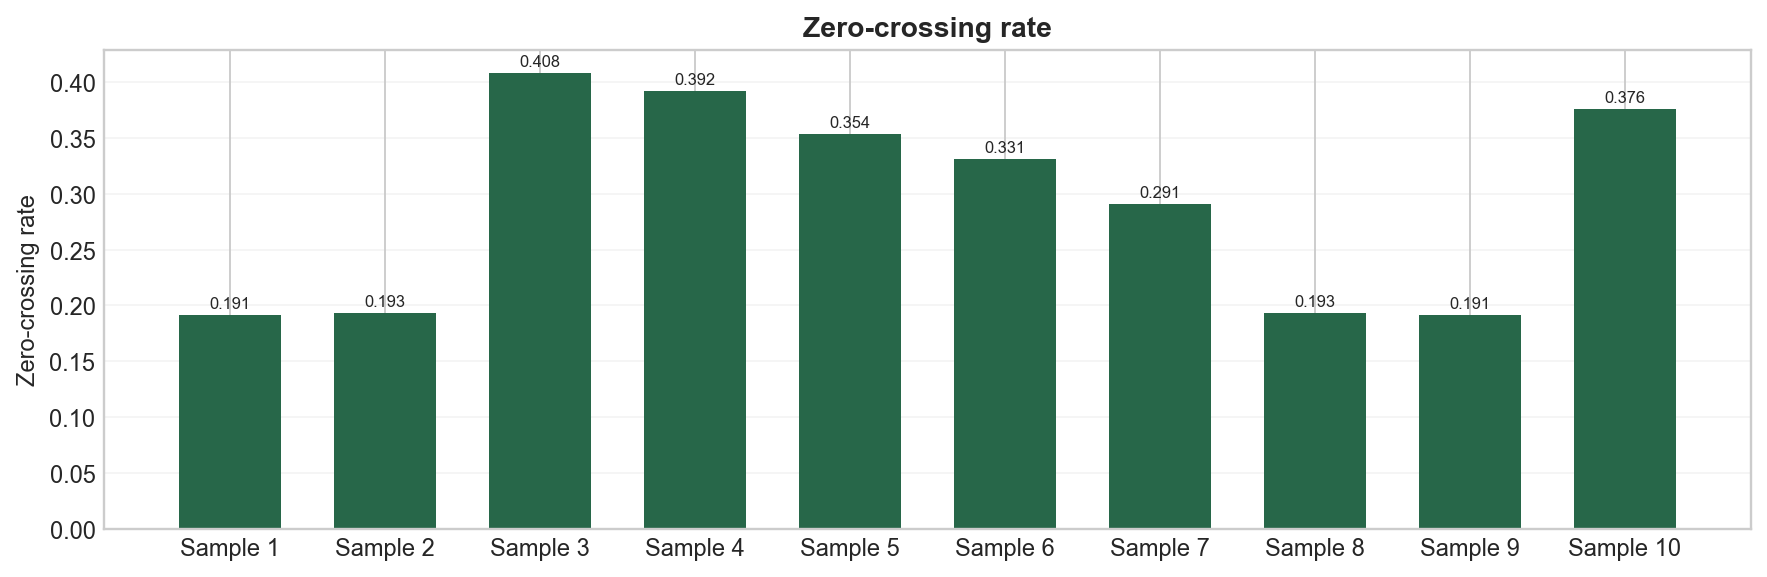 Zero-crossing rate
Zero-crossing rate
0.40
0.35
0.30
0.25
0.20
0.15
0.10
0.05
0.00
0.191
0.193
0.408
0.392
0.354
0.331
0.291
0.193
0.191
0.376
Sample 1
Sample 2
Sample 3
Sample 4
Sample 5
Sample 6
Sample 7
Sample 8
Sample 9
Sample 10